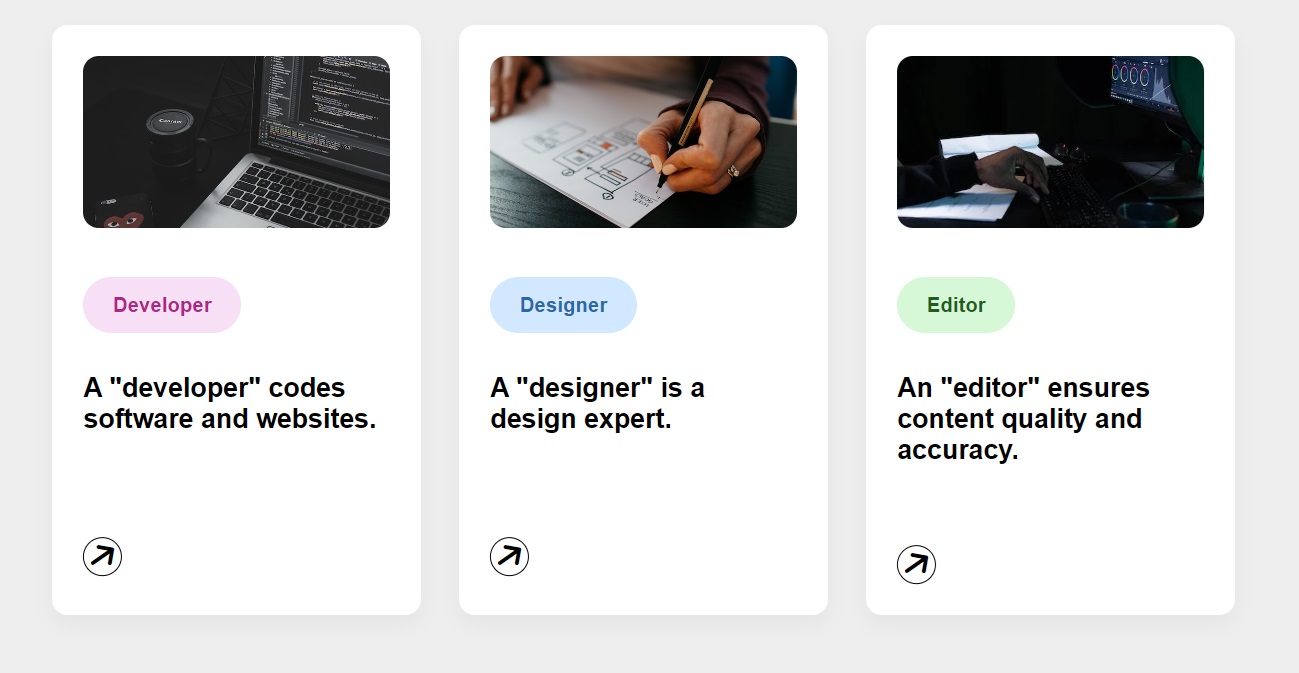 Developer
A "developer" codes
software and websites.
Designer
A "designer" is a
design expert.
Editor
An "editor" ensures
content quality and
accuracy.